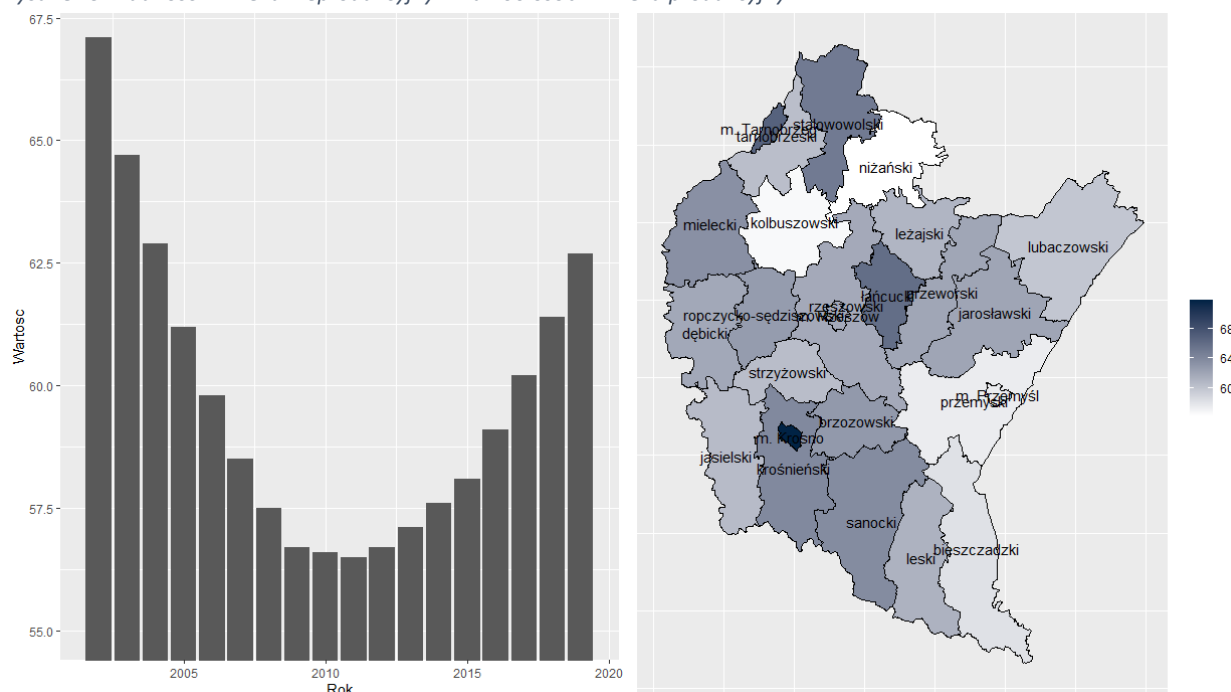 67.5
65.0
62.5
60.0
57.5
55.0
Wartosc
2005
2010
2015
2020
Rok
stalowowolski
m. Tarnobrzeg
tarnobrzeski
niżański
mielecki
kolbuszowski
leżajski
lubaczowski
łańcucki
przeworski
rzeszowski
ropczycko-sędziszowski
m. Rzeszów
jarosławski
dębicki
strzyżowski
m. Przemyśl
przemyski
brzozowski
m. Krosno
jasielski
krośnieński
sanocki
bieszczadzki
leski
68
64
60